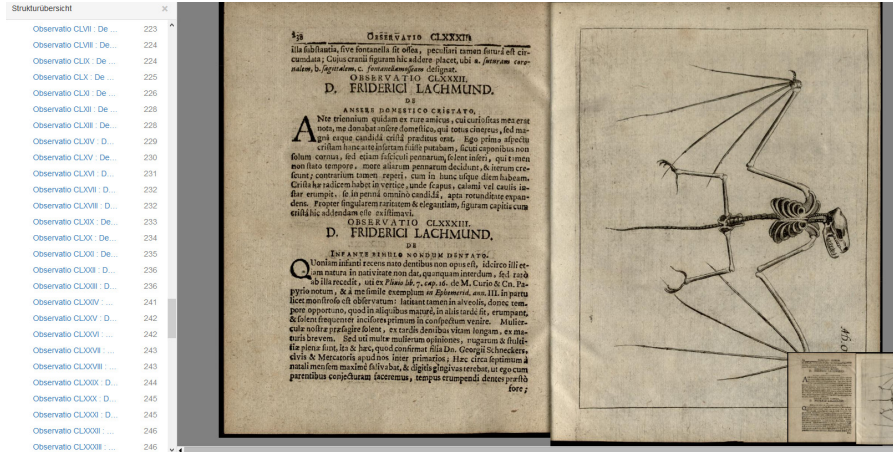 Strukturübersicht ×
Observatio CLVII : De ... 223
Observatio CLVIII : De... 224
Observatio CLIX : De ... 224
Observatio CLX : De ... 225
Observatio CLXI : De ... 226
Observatio CLXII : De ... 228
Observatio CLXIII : De... 228
Observatio CLXIV : D... 229
Observatio CLXV : De... 230
Observatio CLXVI : D... 231
Observatio CLXVII : D... 232
Observatio CLXVIII : D... 232
Observatio CLXIX : De... 233
Observatio CLXX : De... 234
Observatio CLXXI : De... 235
Observatio CLXXII : D... 236
Observatio CLXXIII : D... 236
Observatio CLXXIV : ... 241
Observatio CLXXV : D... 242
Observatio CLXXVI : ... 242
Observatio CLXXVII : ... 243
Observatio CLXXVIII : ... 243
Observatio CLXXIX : D... 244
Observatio CLXXX : D... 245
Observatio CLXXXI : D... 245
Observatio CLXXXII : ... 246
Observatio CLXXXIII : ... 246
OBSERVATIO CLXXXIII
illa substantia, sive fontanella sit ossea, peculiari tamen suturâ est cir-
cumdata; Cujus cranii figuram hic addere placet, ubi a. suturam coro-
nalem, b. sagittalem, c. fontanellam osseam designat.
OBSERVATIO CLXXXII.
D. FRIDERICI LACHMUND.
DE
ANSERE DOMESTICO CRISTATO.
ANte triennium quidam ex rure amicus, cui curiositas mea erat
nota, me donabat ansere domestico, qui totus cinereus, sed ma-
gnâ eaque candidâ cristâ præditus erat. Ego primo aspectu
cristam hanc arte insertam fuisse putabam, sicuti caponibus non
solum cornua, sed etiam fasciculi pennarum, solent inseri, qui tamen
non stato tempore, more aliarum pennarum decidunt, & iterum cre-
scunt; contrarium tamen reperi, cum in hunc usque diem habeam.
Crista hæ radicem habet in vertice, unde scapus, calami vel caulis in-
star erumpit, se in pennâ omninò candidâ, apta rotunditate expan-
dens. Propter singularem raritatem & elegantiam, figuram capitis cum
cristâ hic addendam esse existimavi.
OBSERVATIO CLXXXIII.
D. FRIDERICI LACHMUND.
DE
INFANTE BIMULO NONDUM DENTATO.
QUoniam infanti recens nato dentibus non opus est, idcirco illi et-
iam natura in nativitate non dat, quanquam interdum, sed rarò
ab illa recedit, uti ex Plinio lib. 7. cap. 16. de M. Curio & Cn. Pa-
pyrio notum, & à me simile exemplum in Ephemerid. ann. III. in partu
licet monstroso est observatum: latitant tamen in alveolis, donec tem-
pore opportuno, quod in aliquibus maturè, in aliis tardè fit, erumpant,
& solent frequenter incisores primum in conspectum venire. Mulier-
culæ nostræ præsagire solent, ex tardis dentibus vitam longam, ex ma-
turis brevem. Sed uti multæ mulierum opiniones, nugarum & stulti-
tiæ plenæ sunt, ita & hæc, quod confirmat filia Dn. Georgii Schneckers,
civis & Mercatoris apud nos inter primarios; Hæc circa septimum à
natali mensem maximè salivabat, & digitis gingivas terebat, ut ego cum
parentibus conjecturam faceremus, tempus erumpendi dentes præstò
fore;